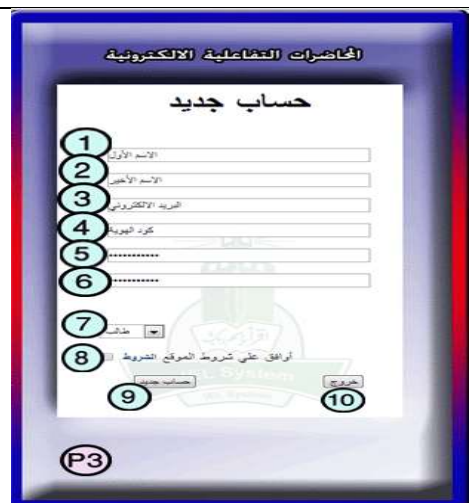 المحاضرات التفاعلية الالكترونية
حساب جديد
1 الاسم الأول
2 الاسم الأخير
3 البريد الالكتروني
4 كود الهوية
5 ...........
6 ...........
7 طالب
8 أوافق علي شروط الموقع الشروط
حساب جديد خروج
9 10
P3